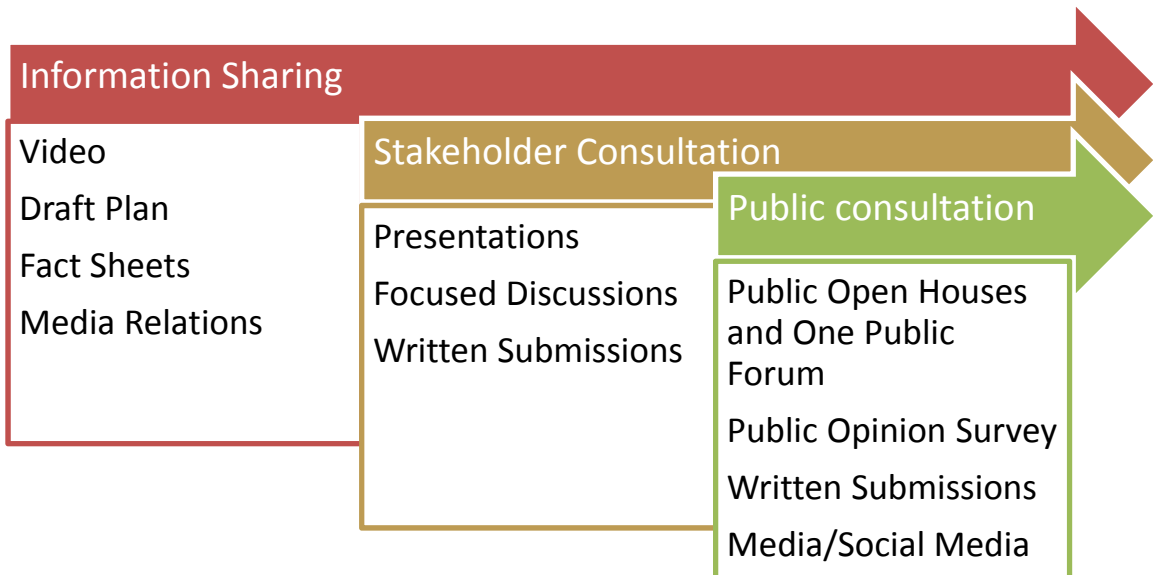 Information Sharing
Video
Draft Plan
Fact Sheets
Media Relations
Stakeholder Consultation
Presentations
Focused Discussions
Written Submissions
Public consultation
Public Open Houses
and One Public
Forum
Public Opinion Survey
Written Submissions
Media/Social Media